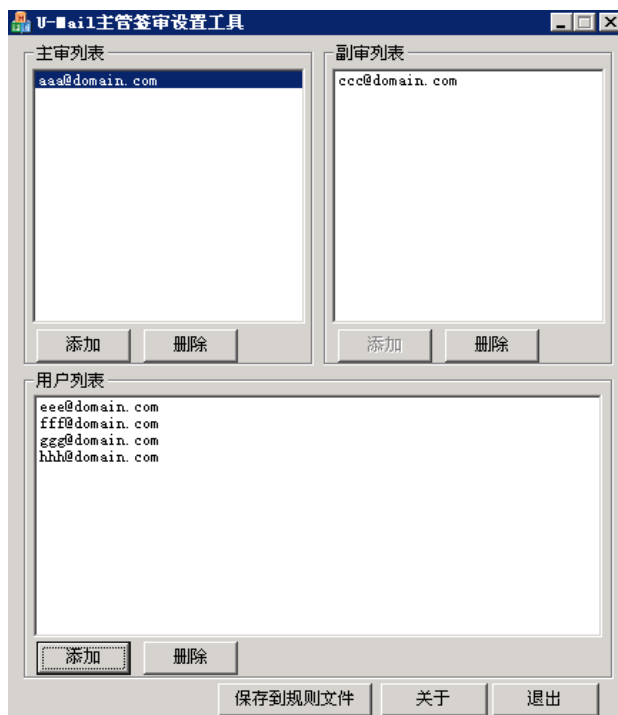 U-Mail主管签审设置工具
主审列表
aaa@domain.com
添加 删除
副审列表
ccc@domain.com
添加 删除
用户列表
eee@domain.com
fff@domain.com
ggg@domain.com
hhh@domain.com
添加 删除
保存到规则文件 关于 退出